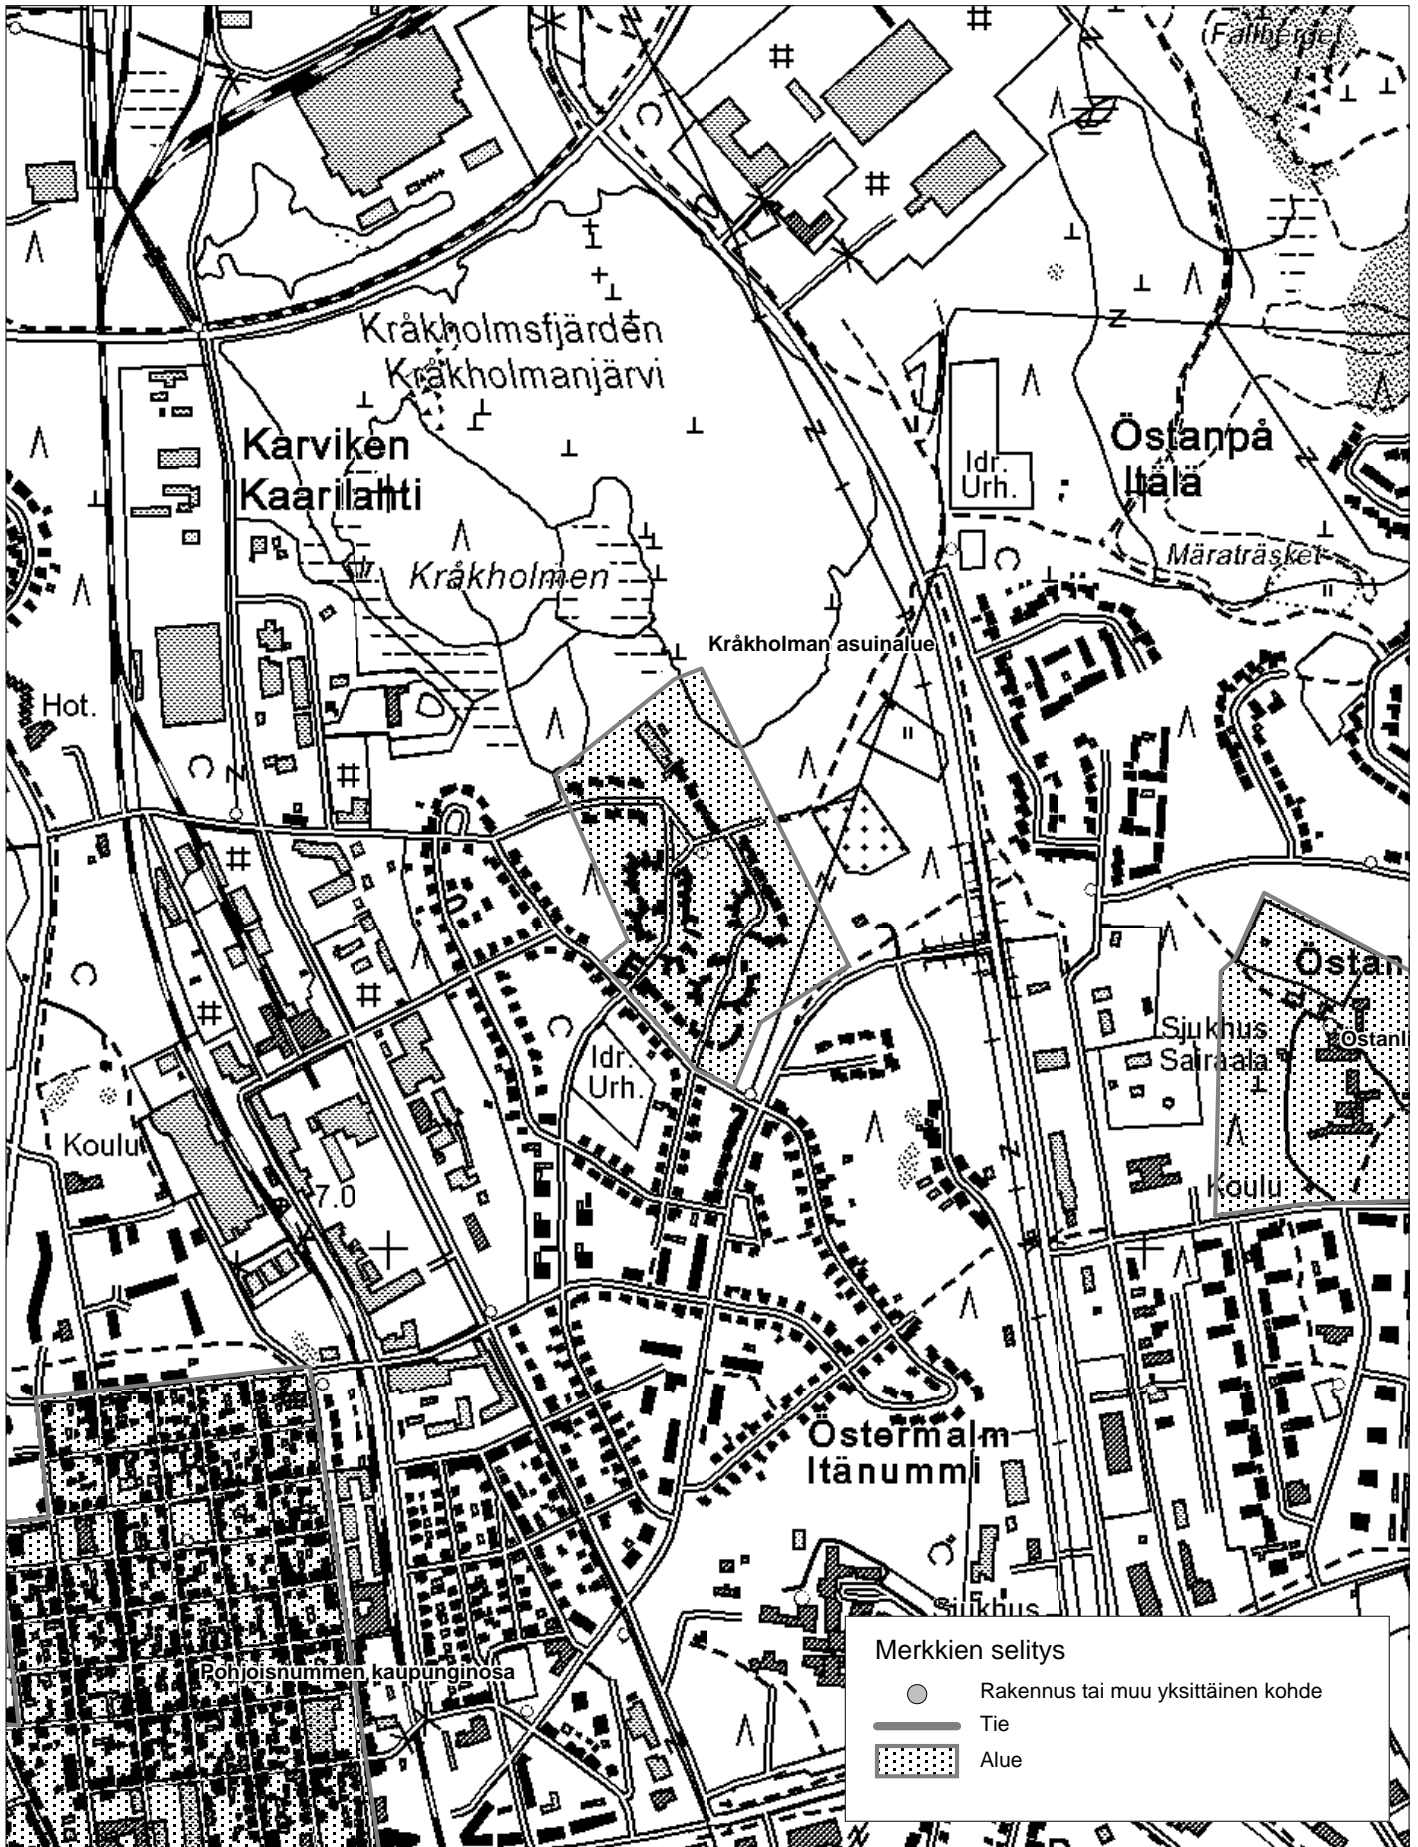 Fallberget
Kråkholmsfjärden
Kråkholmanjärvi
Karviken
Kaarilahti
Östanpå
Itälä
Idr.
Urh.
Kråkholmen
Märaträsket
Kråkholman asuinalue
Hot.
Östan
Sjukhus
Sairaala
Östanl
Idr.
Urh.
Koulu
Koulu
7.0
Östermalm
Itänummi
Sjukhus
Pohjoisnummen kaupunginosa
Merkkien selitys
Rakennus tai muu yksittäinen kohde
Tie
Alue